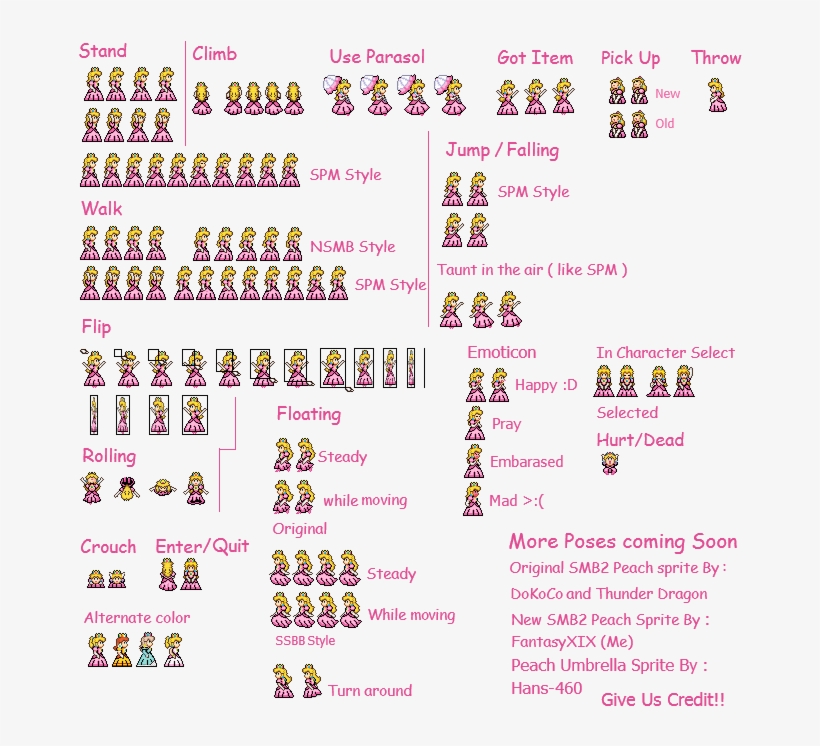 Stand
Climb
Use Parasol
Got Item
Pick Up
Throw
New
Old
SPM Style
Jump / Falling
SPM Style
Walk
NSMB Style
SPM Style
Taunt in the air ( like SPM )
Flip
Emoticon
Happy :D
Pray
Embarased
Mad >:(
In Character Select
Selected
Hurt/Dead
Floating
Steady
while moving
Original
Steady
While moving
SSBB Style
Turn around
Rolling
Crouch
Enter/Quit
Alternate color
More Poses coming Soon
Original SMB2 Peach sprite By :
DoKoCo and Thunder Dragon
New SMB2 Peach Sprite By :
FantasyXIX (Me)
Peach Umbrella Sprite By :
Hans-460
Give Us Credit!!